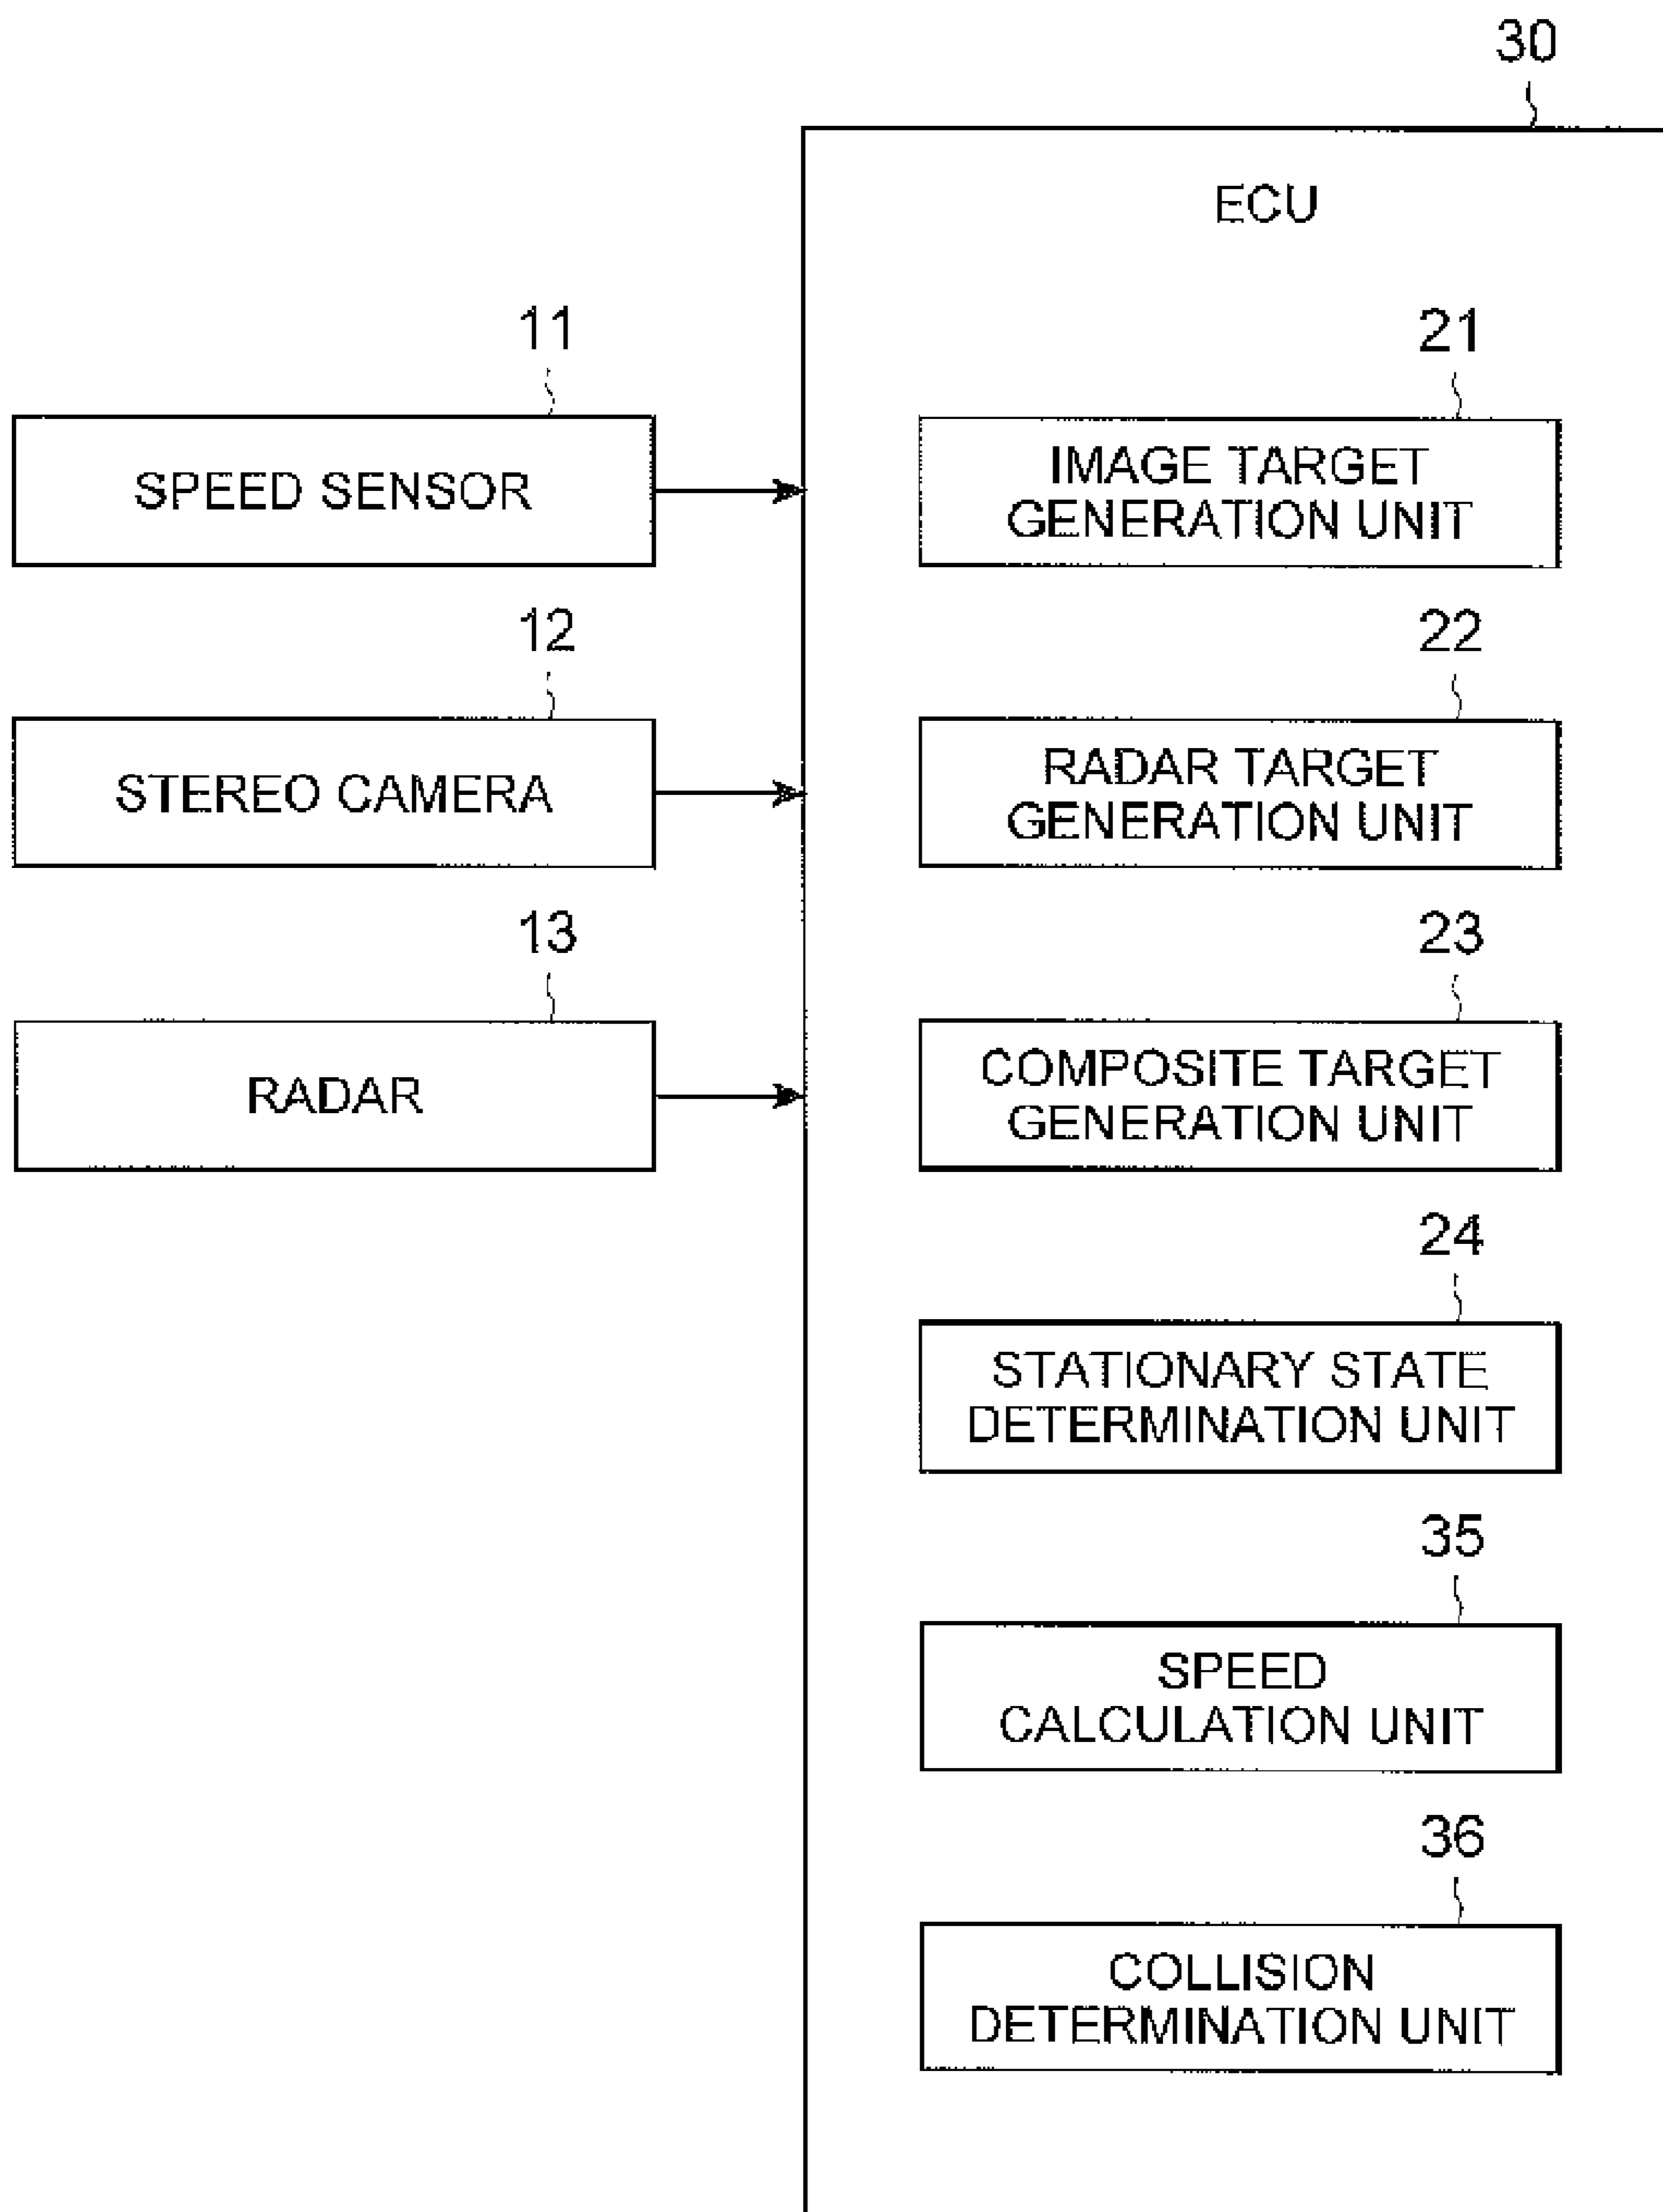 30
ECU
11
SPEED SENSOR
12
STEREO CAMERA
13
RADAR
21
IMAGE TARGET
GENERATION UNIT
22
RADAR TARGET
GENERATION UNIT
23
COMPOSITE TARGET
GENERATION UNIT
24
STATIONARY STATE
DETERMINATION UNIT
35
SPEED
CALCULATION UNIT
36
COLLISION
DETERMINATION UNIT